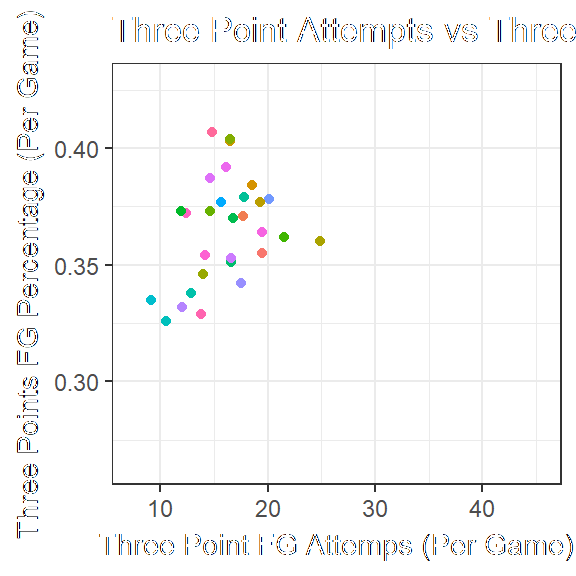 Three Point Attempts vs Three
Three Points FG Percentage (Per Game)
0.40
0.35
0.30
10 20 30 40
Three Point FG Attemps (Per Game)